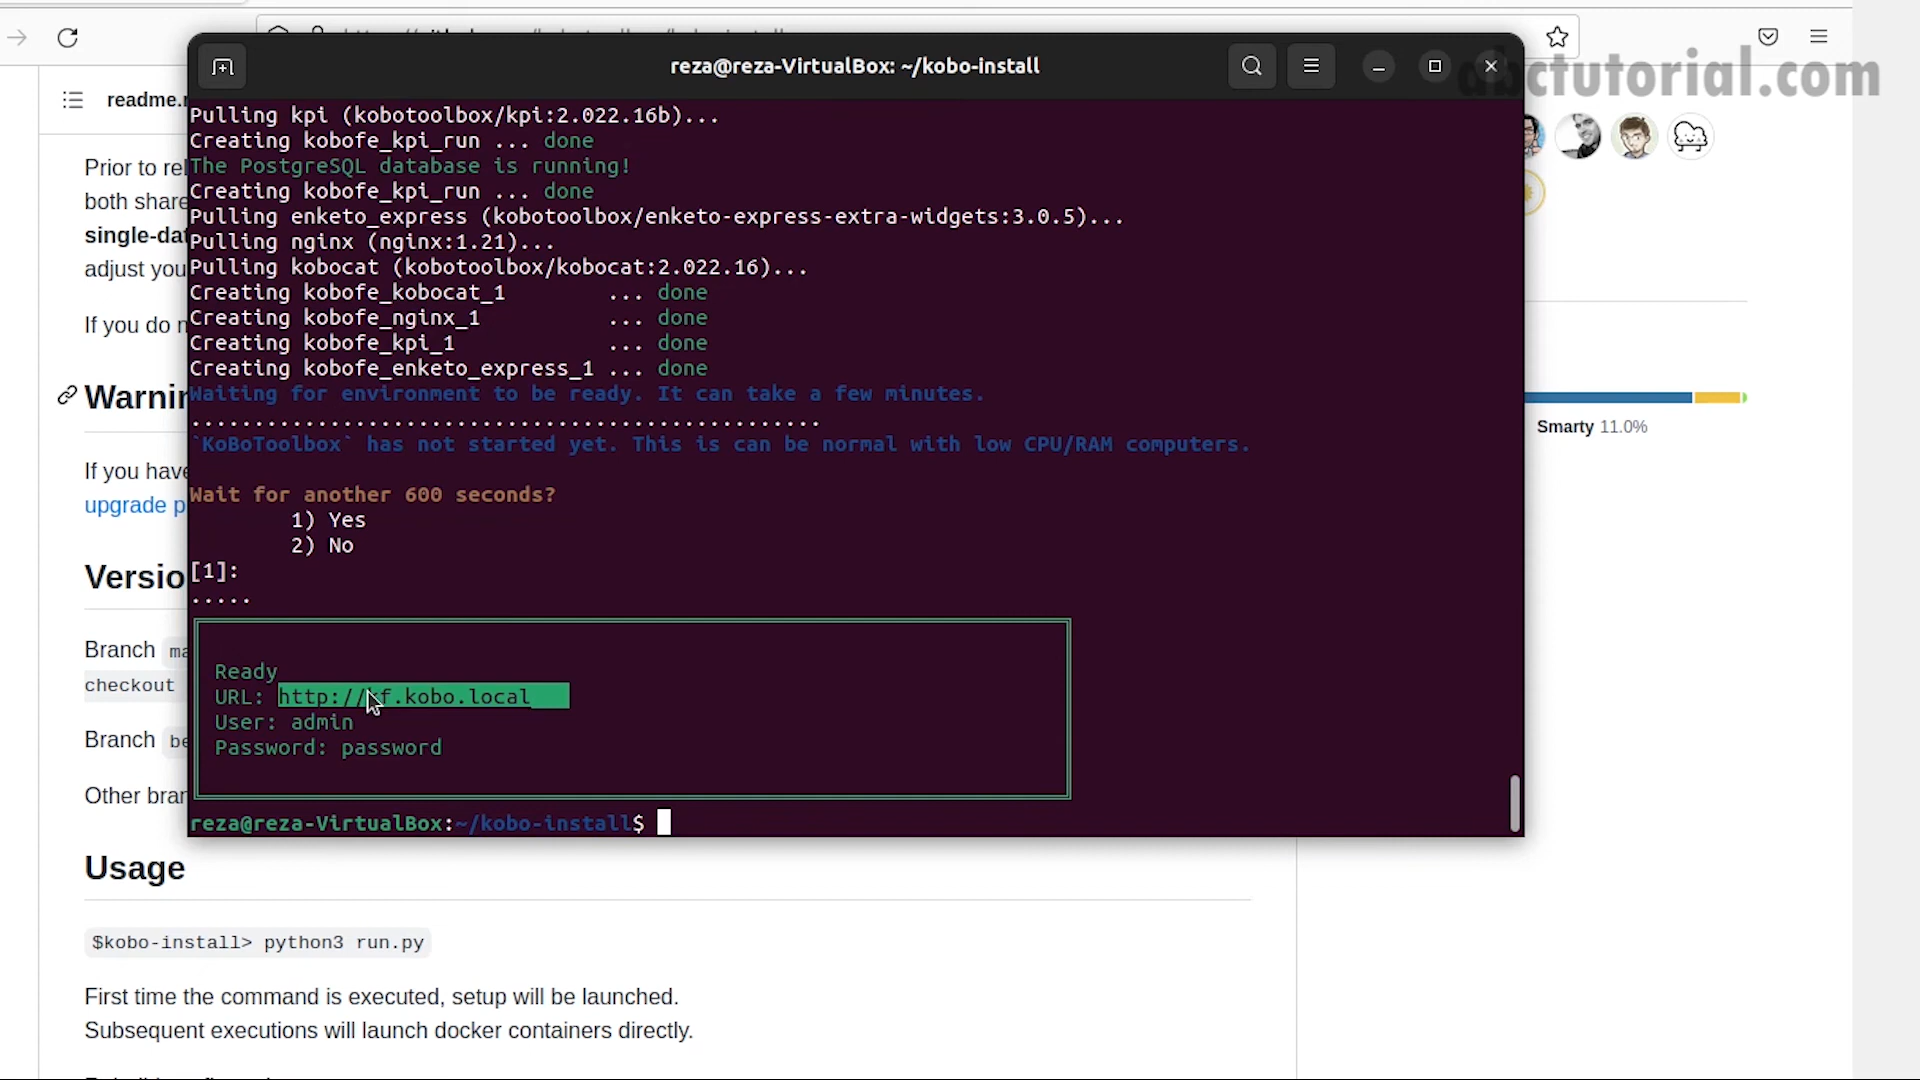 abctutorial.com
reza@reza-VirtualBox: ~/kobo-install
readme.
Pulling kpi (kobotoolbox/kpi:2.022.16b)...
Creating kobofe_kpi_run ... done
The PostgreSQL database is running!
Creating kobofe_kpi_run ... done
Pulling enketo_express (kobotoolbox/enketo-express-extra-widgets:3.0.5)...
Pulling nginx (nginx:1.21)...
Pulling kobocat (kobotoolbox/kobocat:2.022.16)...
Creating kobofe_kobocat_1 ... done
Creating kobofe_nginx_1 ... done
Creating kobofe_kpi_1 ... done
Creating kobofe_enketo_express_1 ... done
Waiting for environment to be ready. It can take a few minutes.
..................................................
`KoBoToolbox` has not started yet. This is can be normal with low CPU/RAM computers.
Wait for another 600 seconds?
1) Yes
2) No
[1]:
.....
Ready
URL: http://kf.kobo.local
User: admin
Password: password
reza@reza-VirtualBox:~/kobo-install$
Prior to
both share
single-dat
adjust you
If you do
Warnin
If you have
upgrade
Versio
Branch
checkout
Branch
Other bran
Usage
$kobo-install> python3 run.py
First time the command is executed, setup will be launched.
Subsequent executions will launch docker containers directly.
Smarty 11.0%